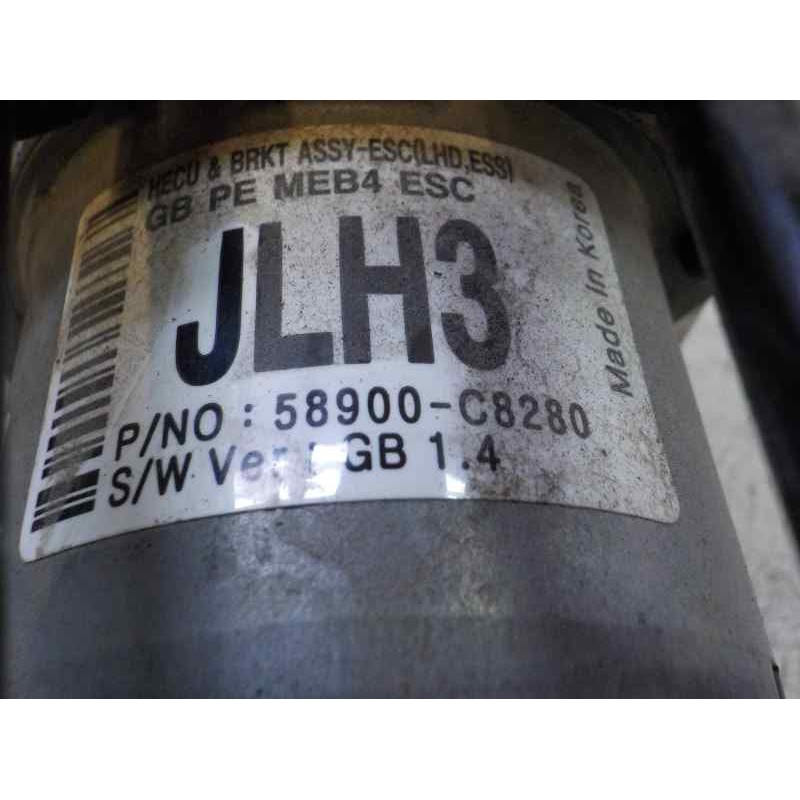 HECU & BRKT ASSY-ESC(LHD,ESS)
GB PE MEB4 ESC
JLH3
P/NO : 58900-C8280
S/W Ver : GB 1.4
Made In Korea